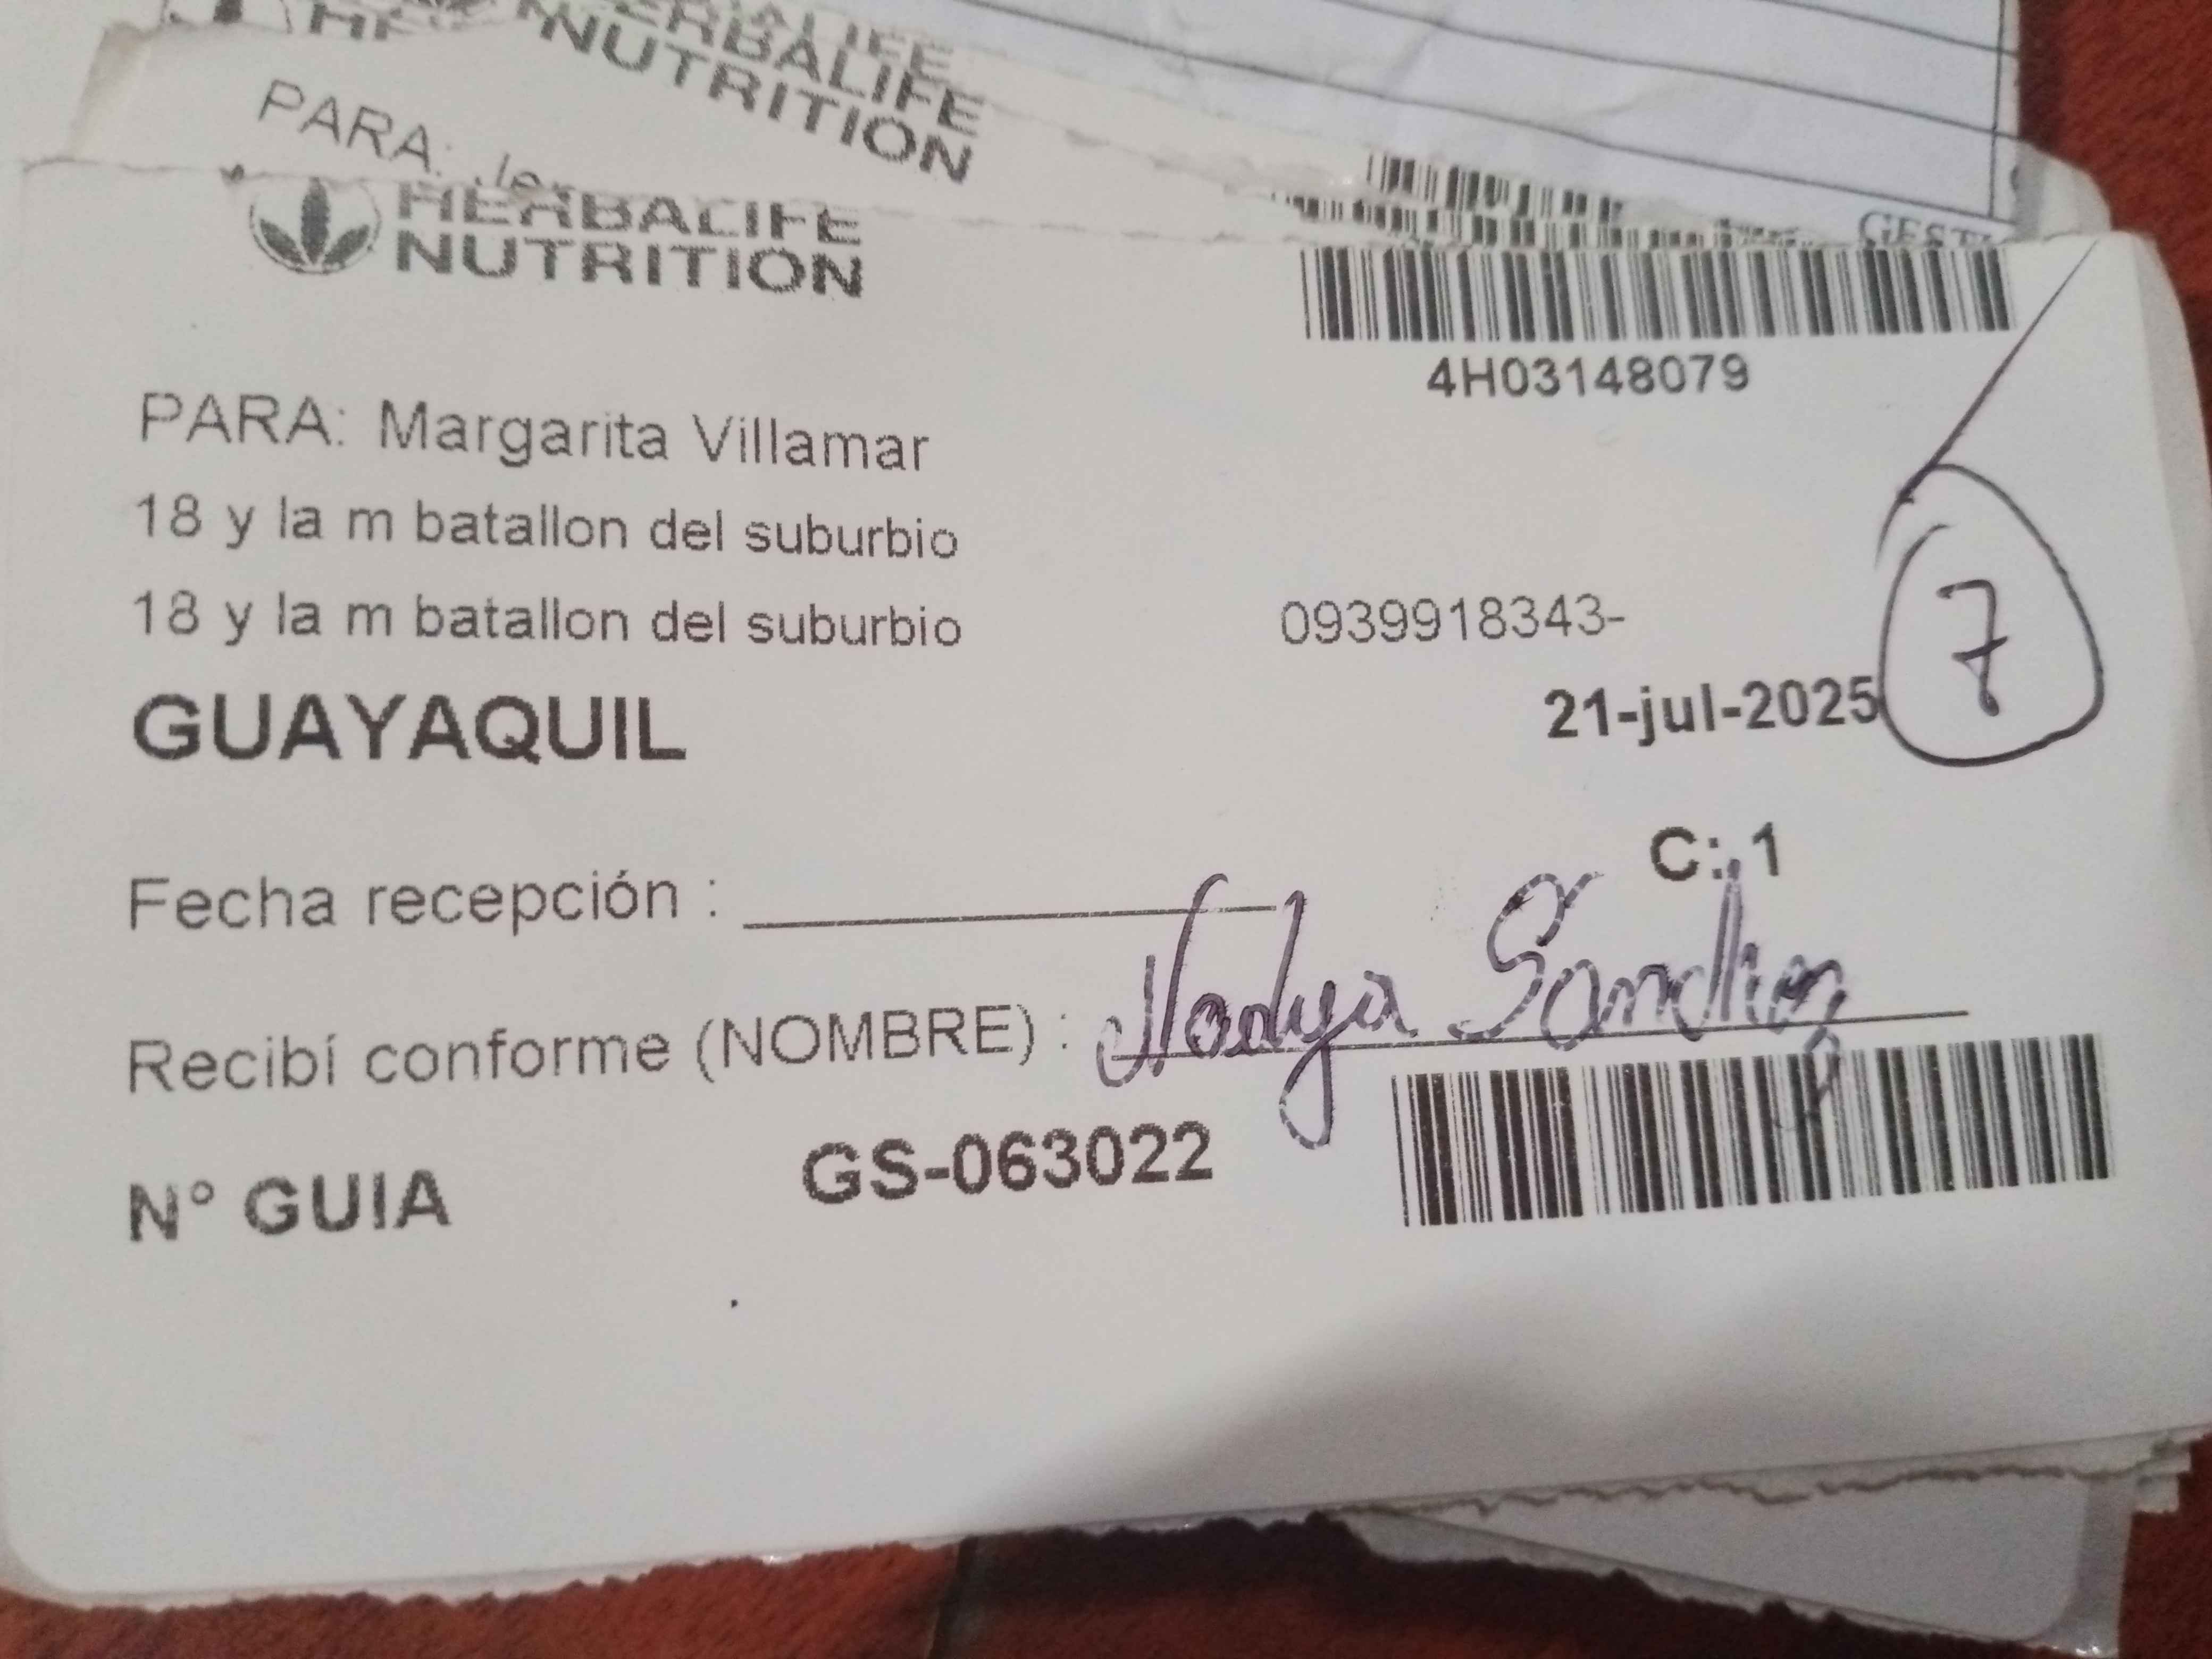 HERBALIFE
NUTRITION
PARA:
HERBALIFE
NUTRITION
GEST
4H03148079
PARA: Margarita Villamar
18 y la m batallon del suburbio
18 y la m batallon del suburbio
0939918343-
GUAYAQUIL
21-jul-2025
7
C: 1
Fecha recepción :
Recibí conforme (NOMBRE) : Nadya Sanchez
N° GUIA
GS-063022